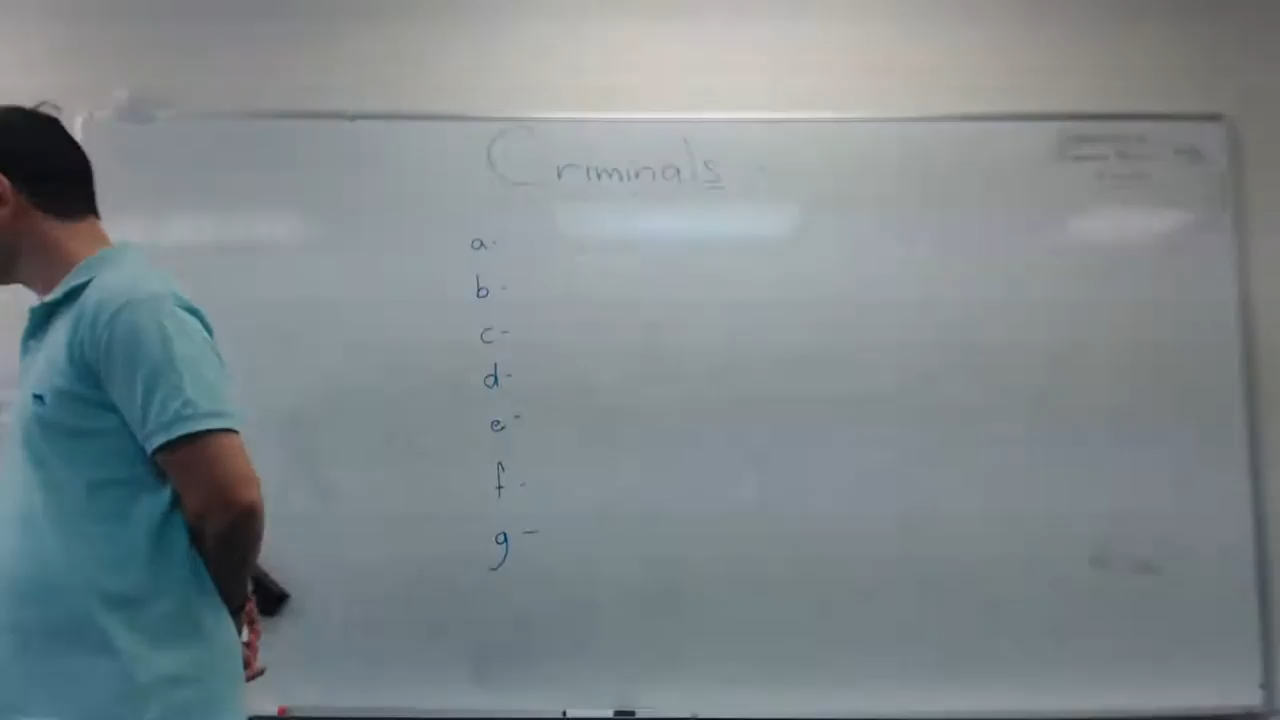 Criminals
a-
b-
c-
d-
e-
f-
g-